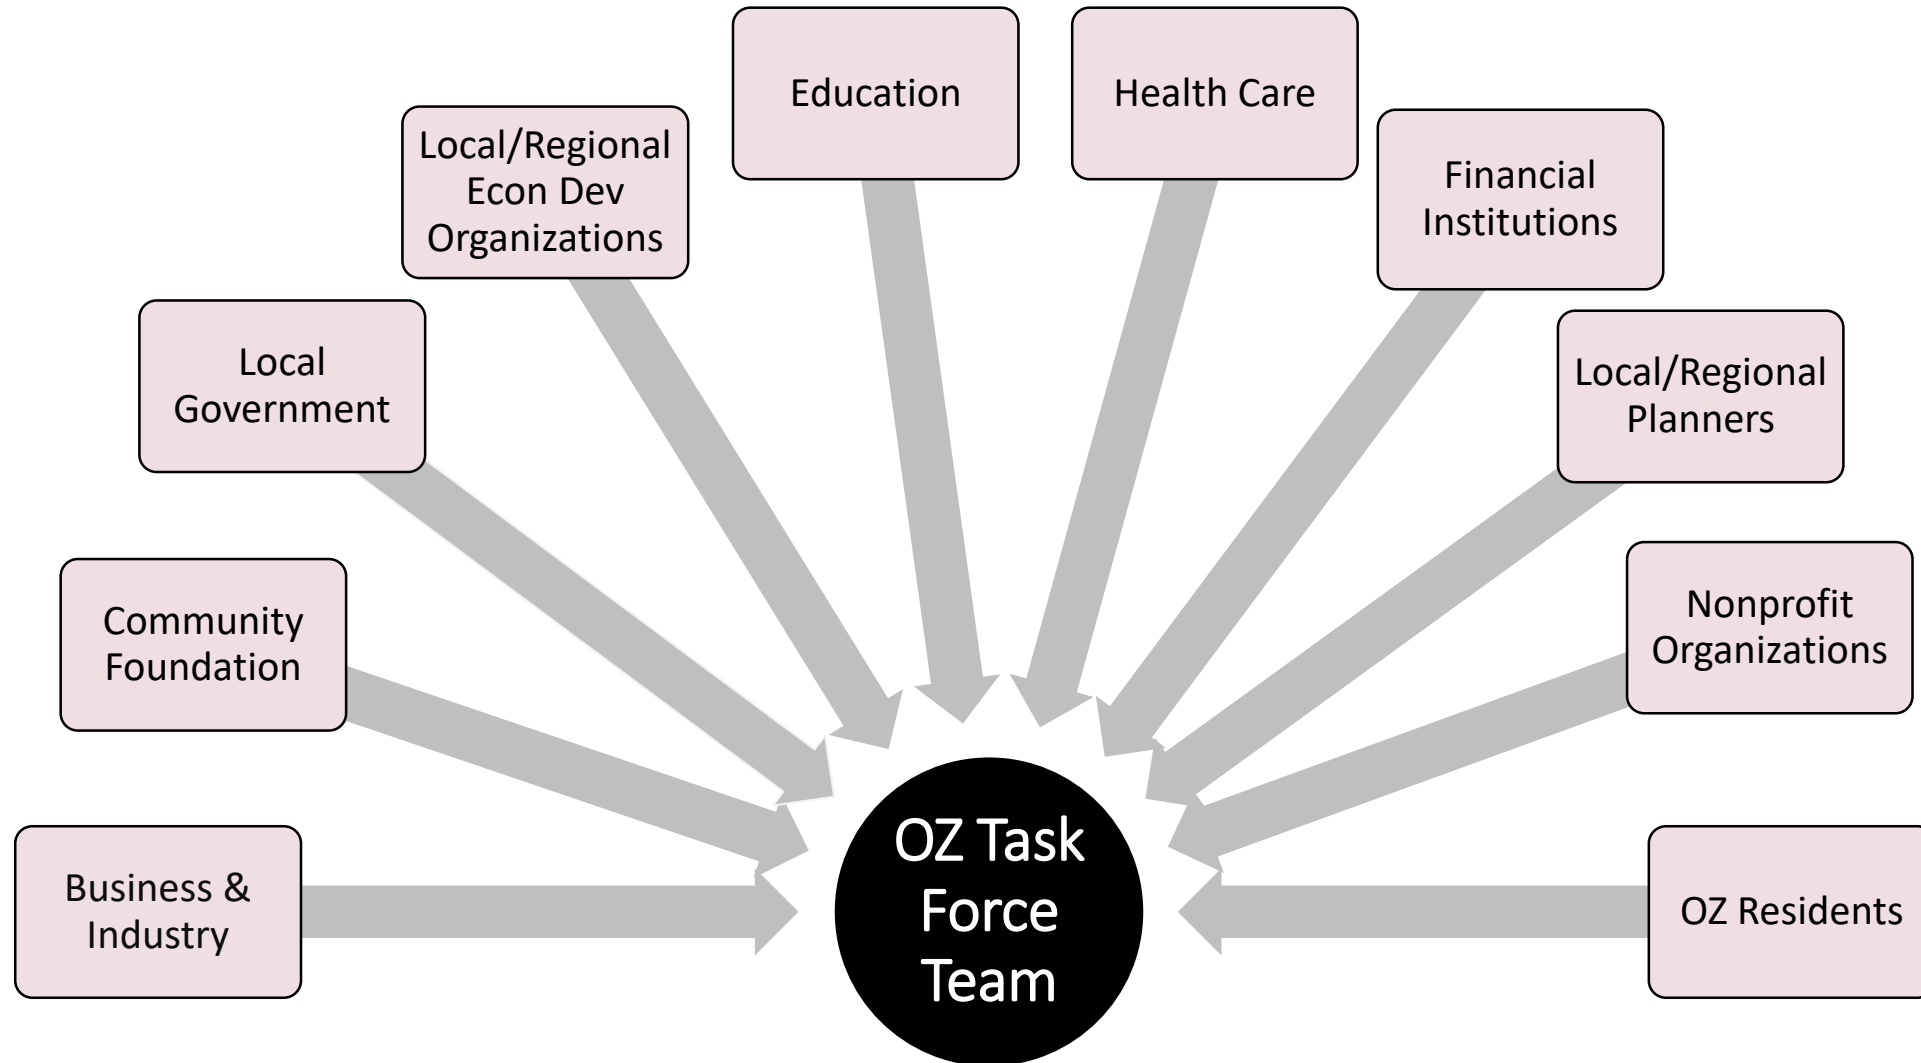 Education
Health Care
Local/Regional
Econ Dev
Organizations
Financial
Institutions
Local
Government
Local/Regional
Planners
Community
Foundation
Nonprofit
Organizations
Business &
Industry
OZ Task
Force
Team
OZ Residents